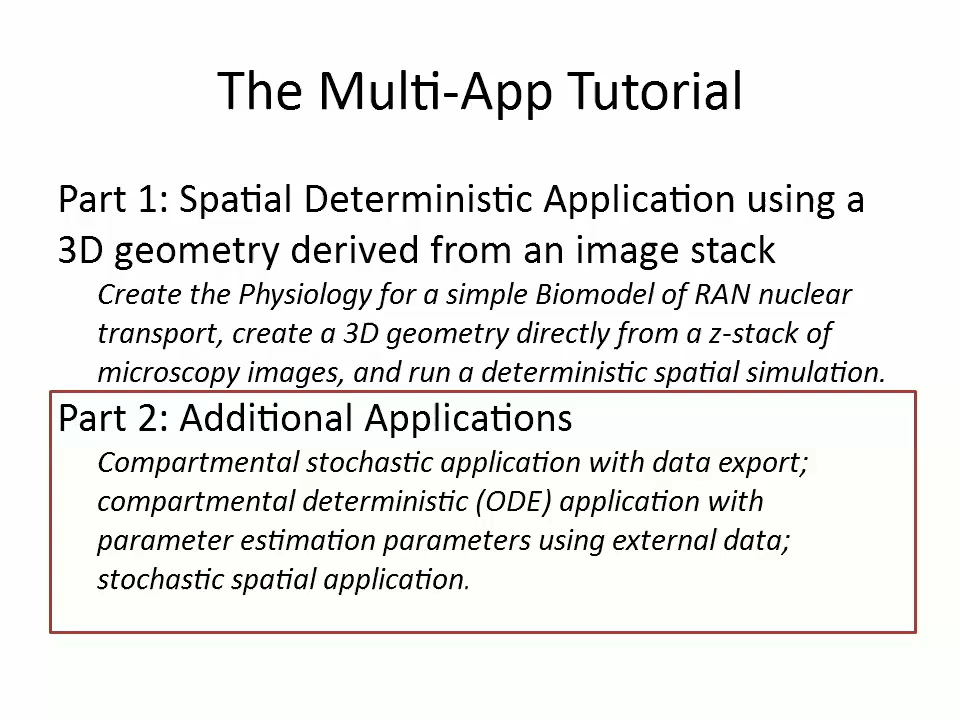 The Multi-App Tutorial
Part 1: Spatial Deterministic Application using a
3D geometry derived from an image stack
Create the Physiology for a simple Biomodel of RAN nuclear
transport, create a 3D geometry directly from a z-stack of
microscopy images, and run a deterministic spatial simulation.
Part 2: Additional Applications
Compartmental stochastic application with data export;
compartmental deterministic (ODE) application with
parameter estimation parameters using external data;
stochastic spatial application.